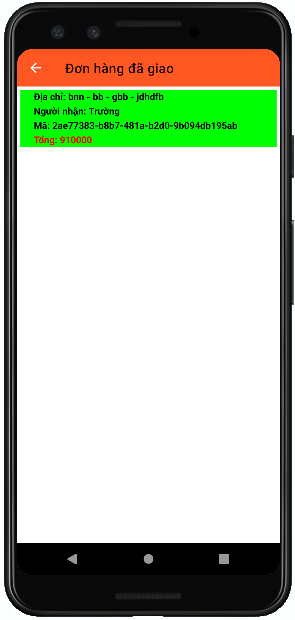 Đơn hàng đã giao
Địa chỉ: bnn - bb - gbb - jdhdfb
Người nhận: Trường
Mã: 2ae77383-b8b7-481a-b2d0-9b094db195ab
Tổng: 910000